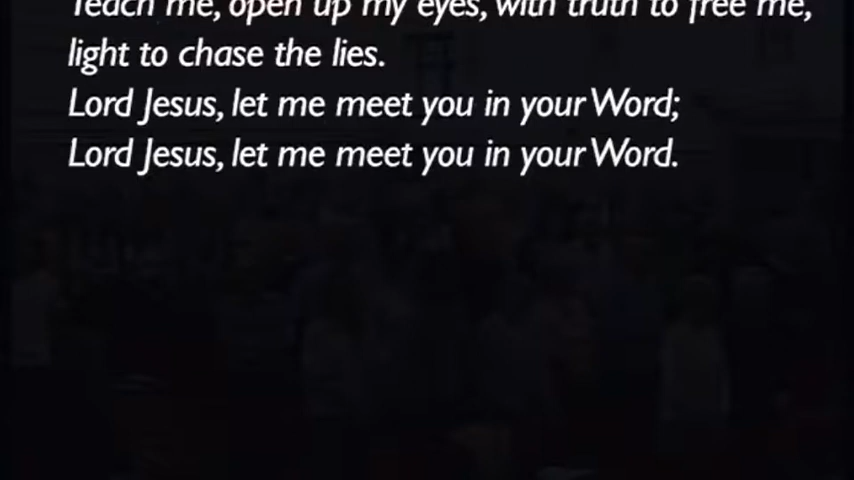 Teach me, open up my eyes, with truth to free me,
light to chase the lies.
Lord Jesus, let me meet you in your Word;
Lord Jesus, let me meet you in your Word.